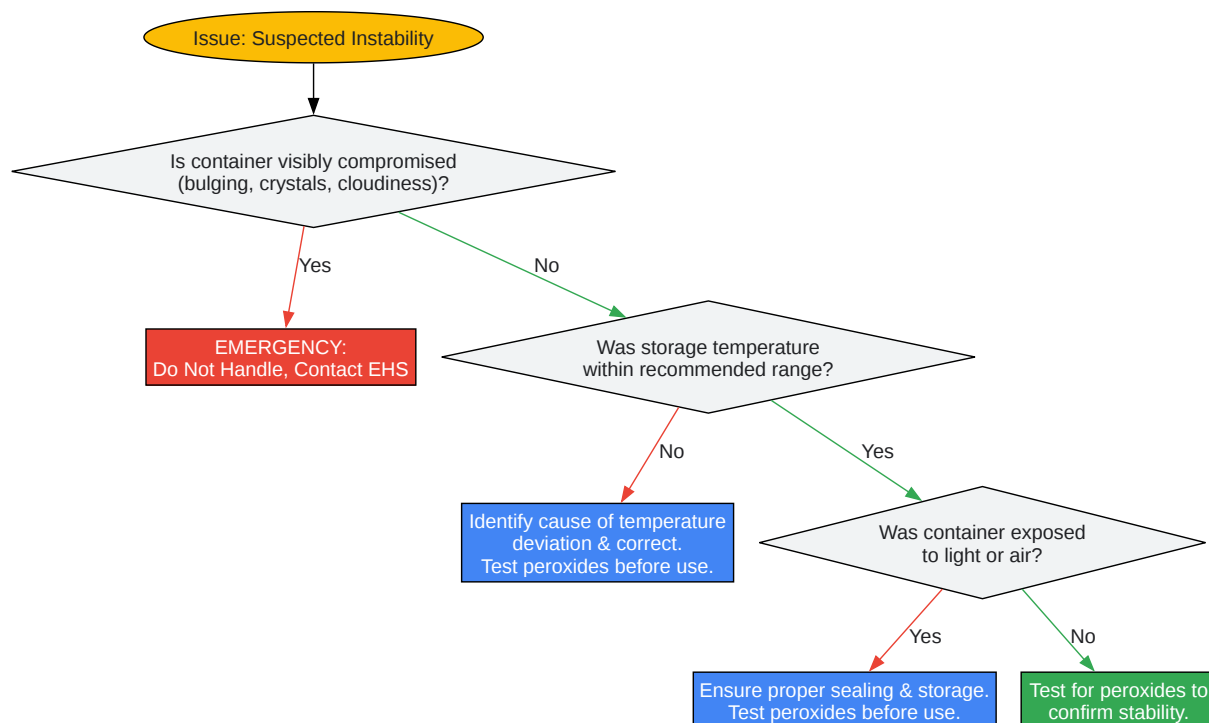 Issue: Suspected Instability
Is container visibly compromised
(bulging, crystals, cloudiness)?
Yes
No
EMERGENCY:
Do Not Handle, Contact EHS
Was storage temperature
within recommended range?
No
Yes
Identify cause of temperature
deviation & correct.
Test peroxides before use.
Was container exposed
to light or air?
Yes
No
Ensure proper sealing & storage.
Test peroxides before use.
Test for peroxides to
confirm stability.